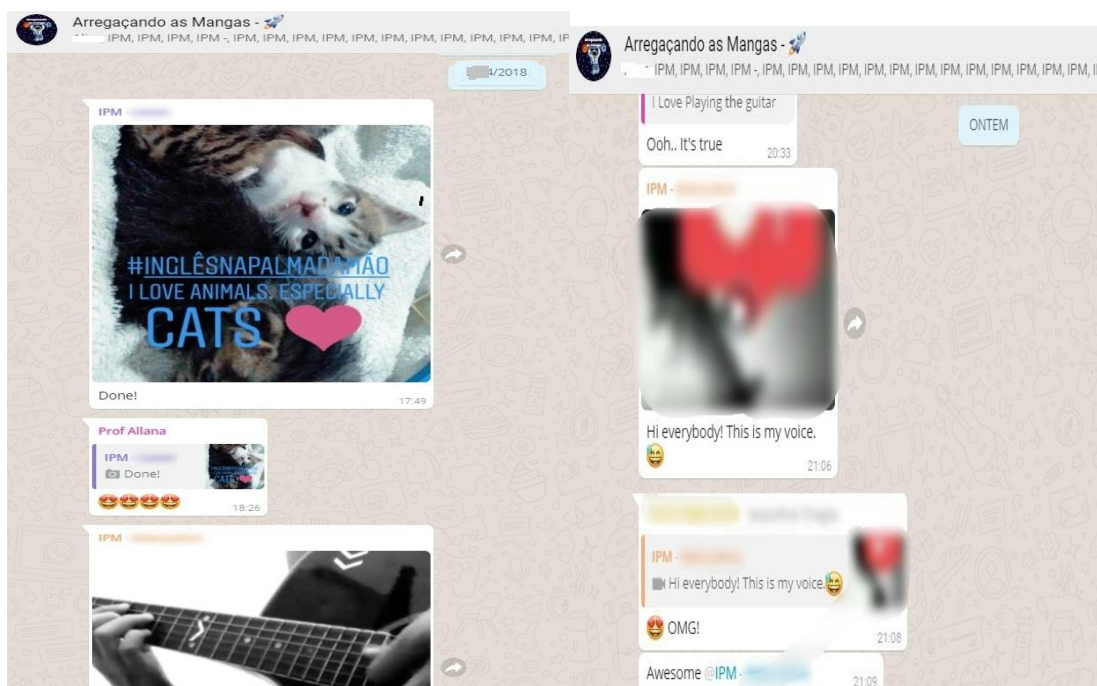 Arregaçando as Mangas - 🚀
IPM, IPM, IPM, IPM -, IPM, IPM, IPM, IPM, IPM, IPM, IPM, IPM, IPM, IPM, IPM, IP
4/2018
IPM
#INGLÊSNAPALMADAMÃO
I LOVE ANIMALS, ESPECIALLY
CATS ❤
Done!
17:49
Prof Allana
IPM
Done!
😍😍😍😍
18:26
IPM
Arregaçando as Mangas - 🚀
IPM, IPM, IPM, IPM -, IPM, IPM, IPM, IPM, IPM, IPM, IPM, IPM, IPM, IPM, IPM, IPM, I
I Love Playing the guitar
ONTEM
Ooh.. It's true
20:33
IPM -
Hi everybody! This is my voice.
😅
21:06
IPM -
Hi everybody! This is my voice.😅
😍 OMG!
21:08
Awesome @IPM -
21:09